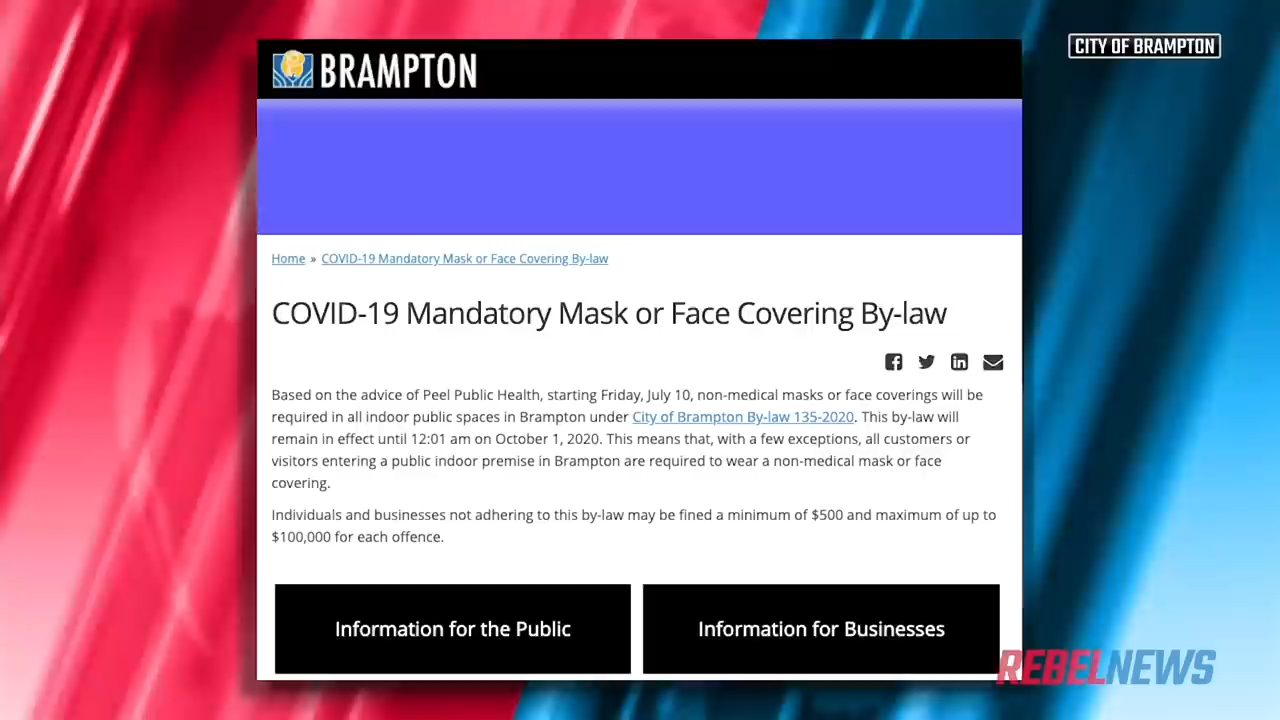 CITY OF BRAMPTON
BRAMPTON
Home » COVID-19 Mandatory Mask or Face Covering By-law
COVID-19 Mandatory Mask or Face Covering By-law
Based on the advice of Peel Public Health, starting Friday, July 10, non-medical masks or face coverings will be
required in all indoor public spaces in Brampton under City of Brampton By-law 135-2020. This by-law will
remain in effect until 12:01 am on October 1, 2020. This means that, with a few exceptions, all customers or
visitors entering a public indoor premise in Brampton are required to wear a non-medical mask or face
covering.
Individuals and businesses not adhering to this by-law may be fined a minimum of $500 and maximum of up to
$100,000 for each offence.
Information for the Public
Information for Businesses
REBELNEWS